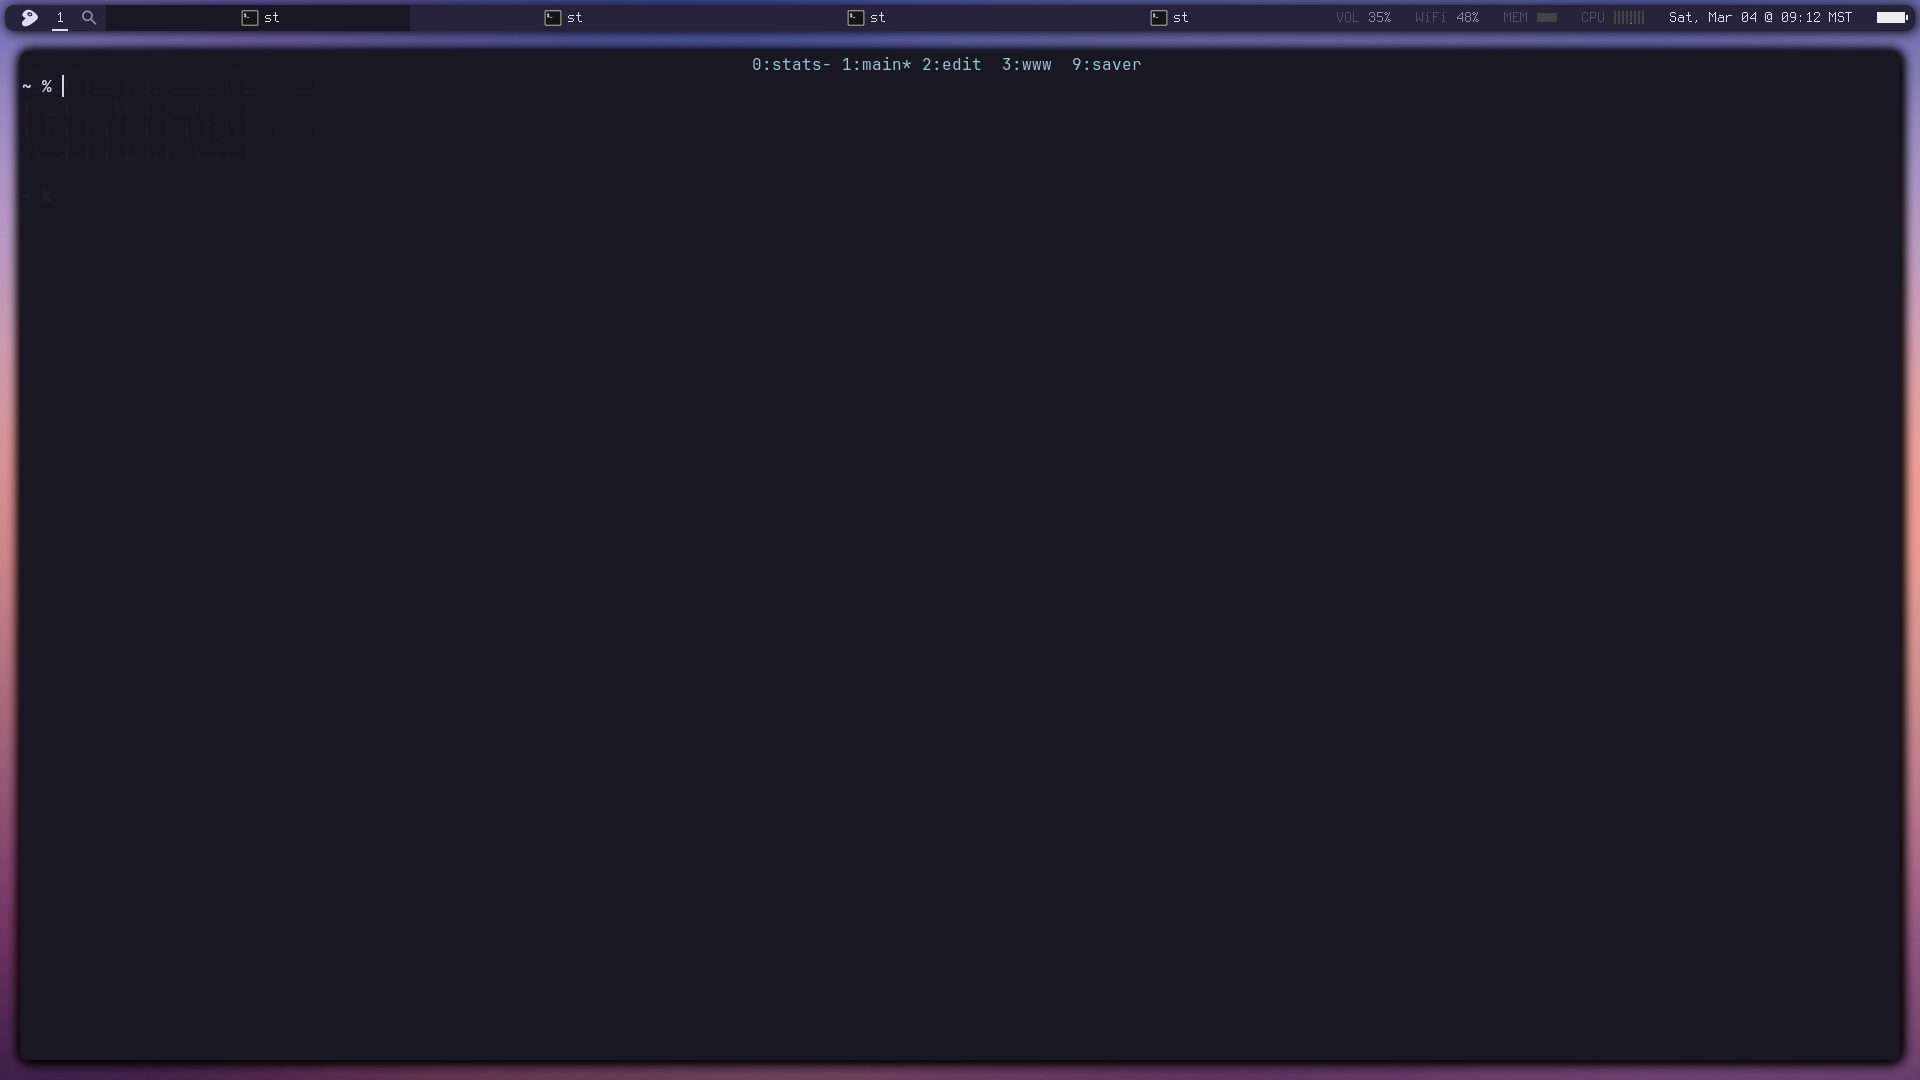 1 st st st st VOL 35% WiFi 48% MEM CPU Sat, Mar 04 @ 09:12 MST
0:stats- 1:main* 2:edit 3:www 9:saver
~ %
~ %